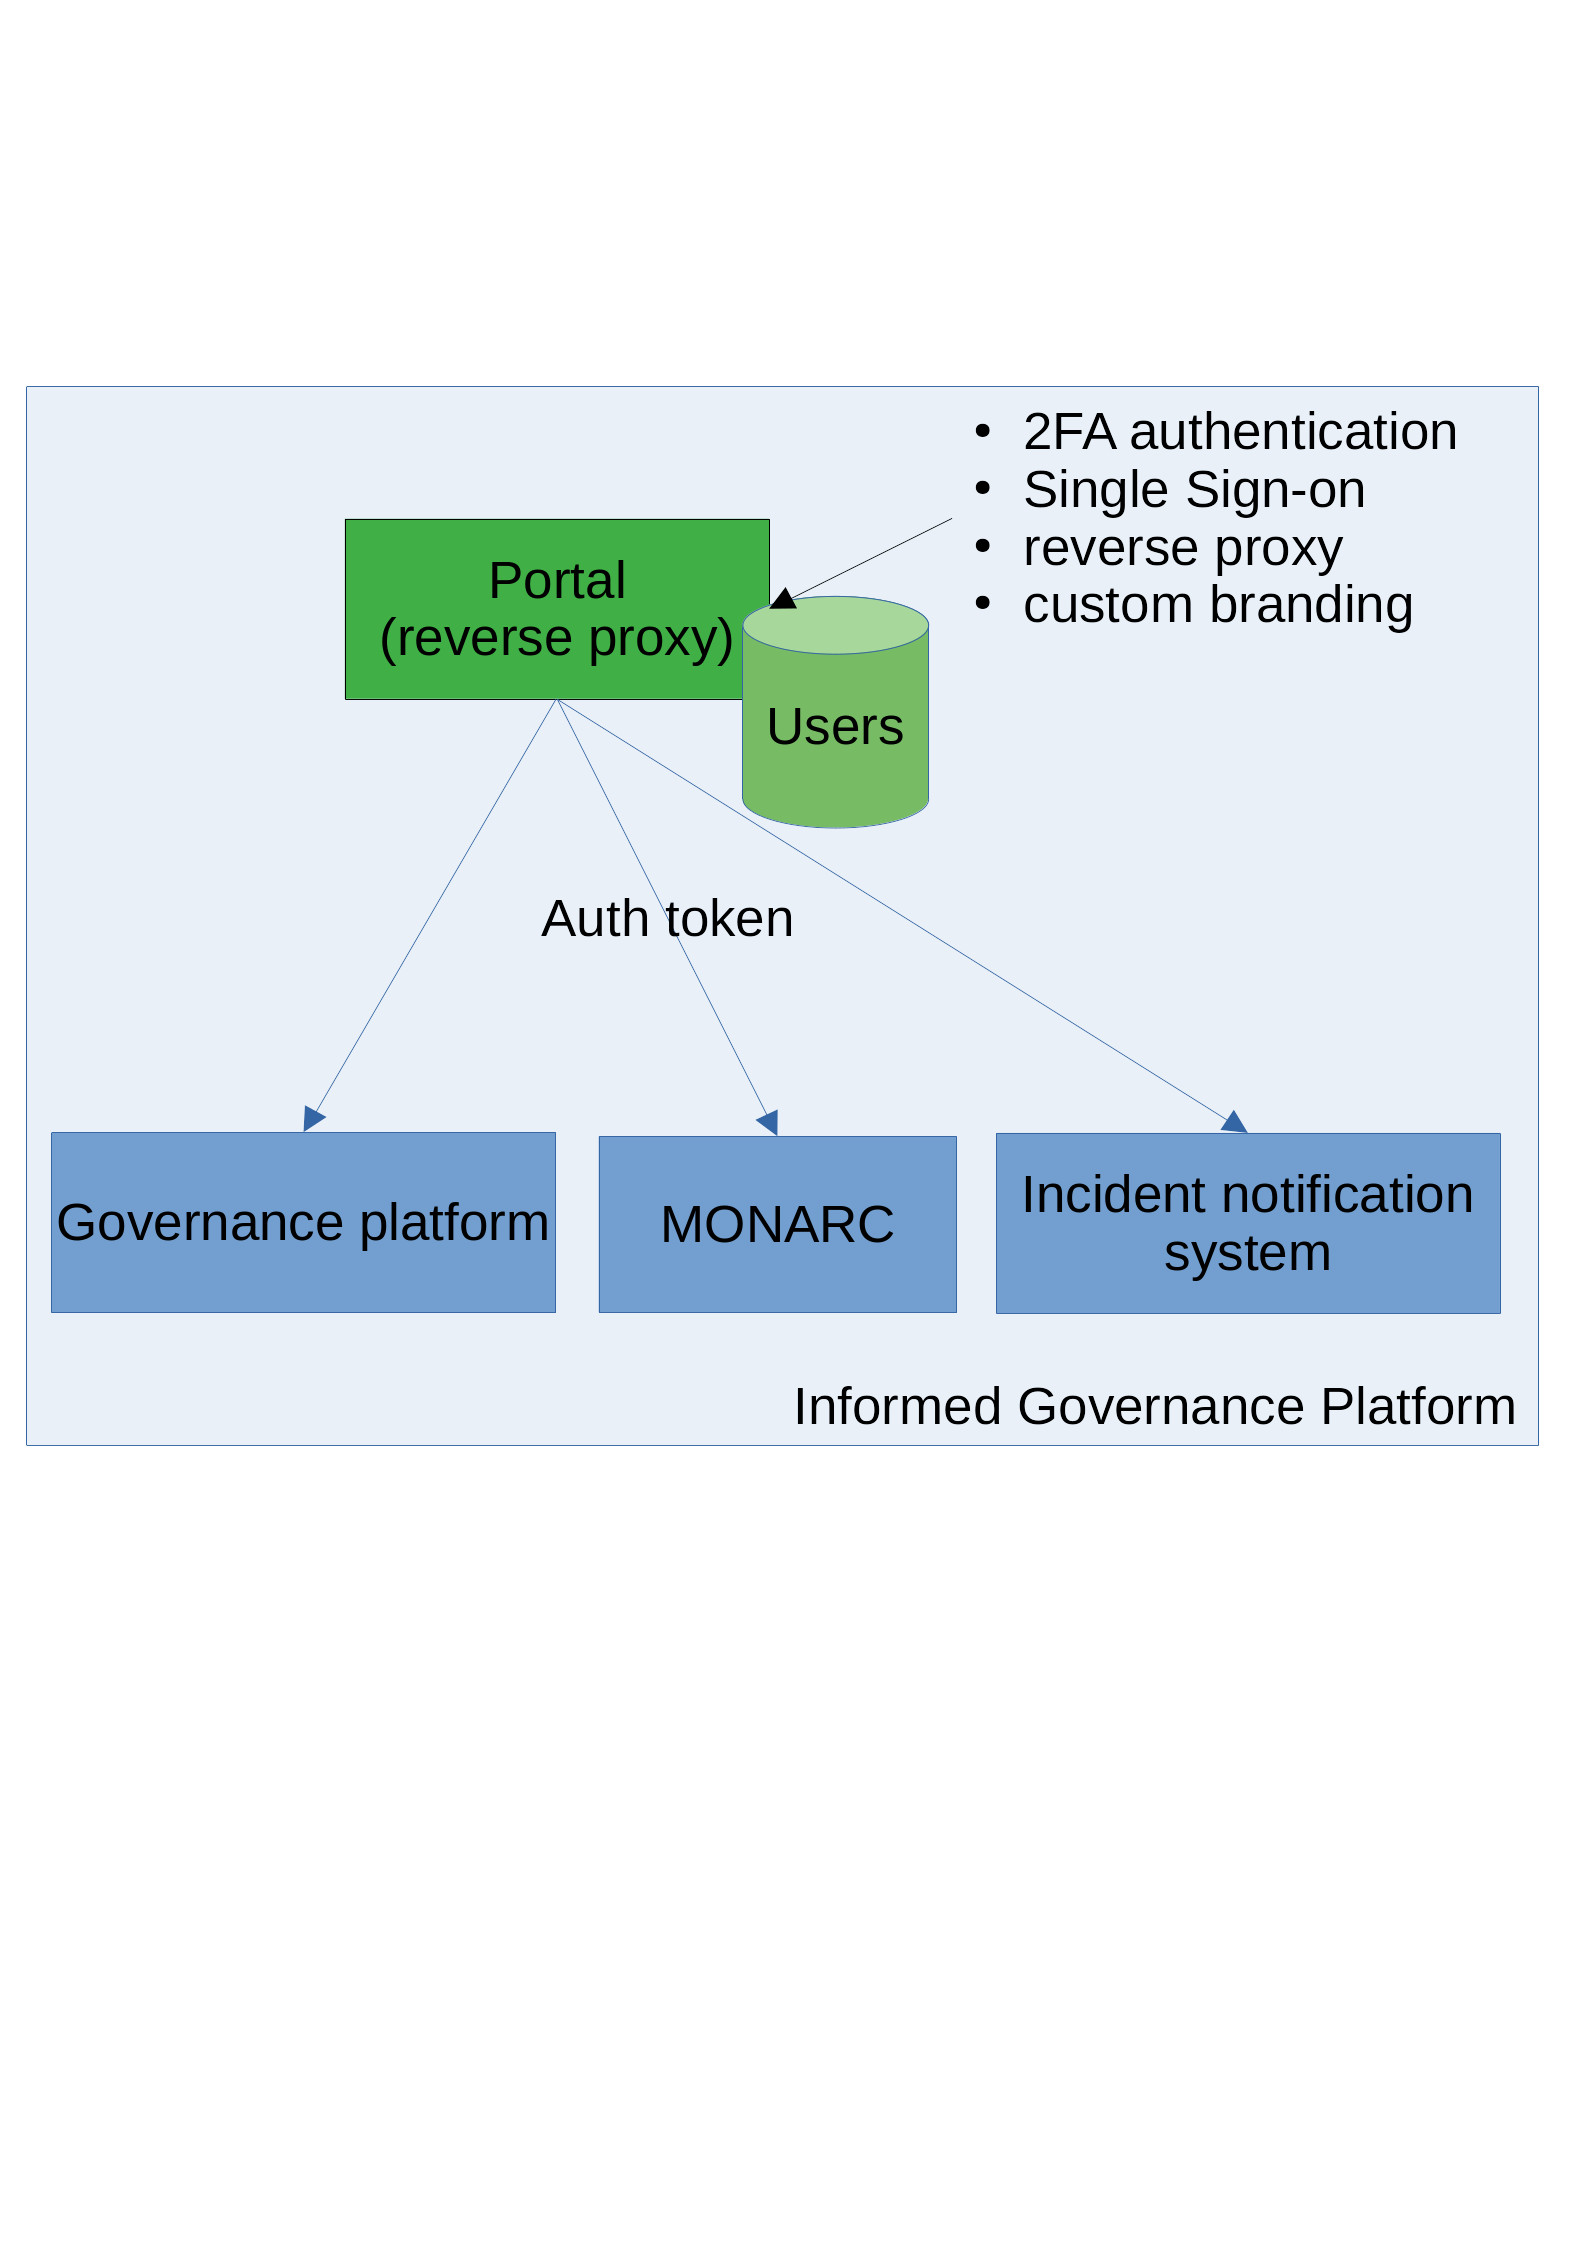 • 2FA authentication
• Single Sign-on
• reverse proxy
• custom branding
Portal
(reverse proxy)
Users
Auth token
Governance platform
MONARC
Incident notification
system
Informed Governance Platform